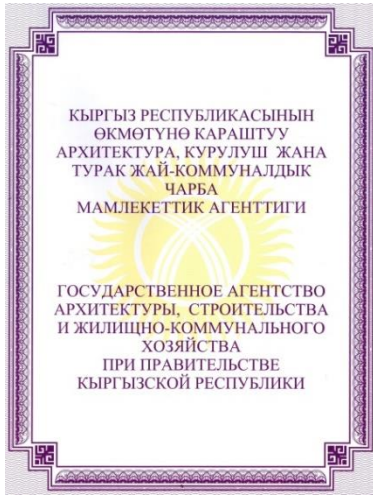 КЫРГЫЗ РЕСПУБЛИКАСЫНЫН
ӨКМӨТҮНӨ КАРАШТУУ
АРХИТЕКТУРА, КУРУЛУШ ЖАНА
ТУРАК ЖАЙ-КОММУНАЛДЫК
ЧАРБА
МАМЛЕКЕТТИК АГЕНТТИГИ
ГОСУДАРСТВЕННОЕ АГЕНТСТВО
АРХИТЕКТУРЫ, СТРОИТЕЛЬСТВА
И ЖИЛИЩНО-КОММУНАЛЬНОГО
ХОЗЯЙСТВА
ПРИ ПРАВИТЕЛЬСТВЕ
КЫРГЫЗСКОЙ РЕСПУБЛИКИ